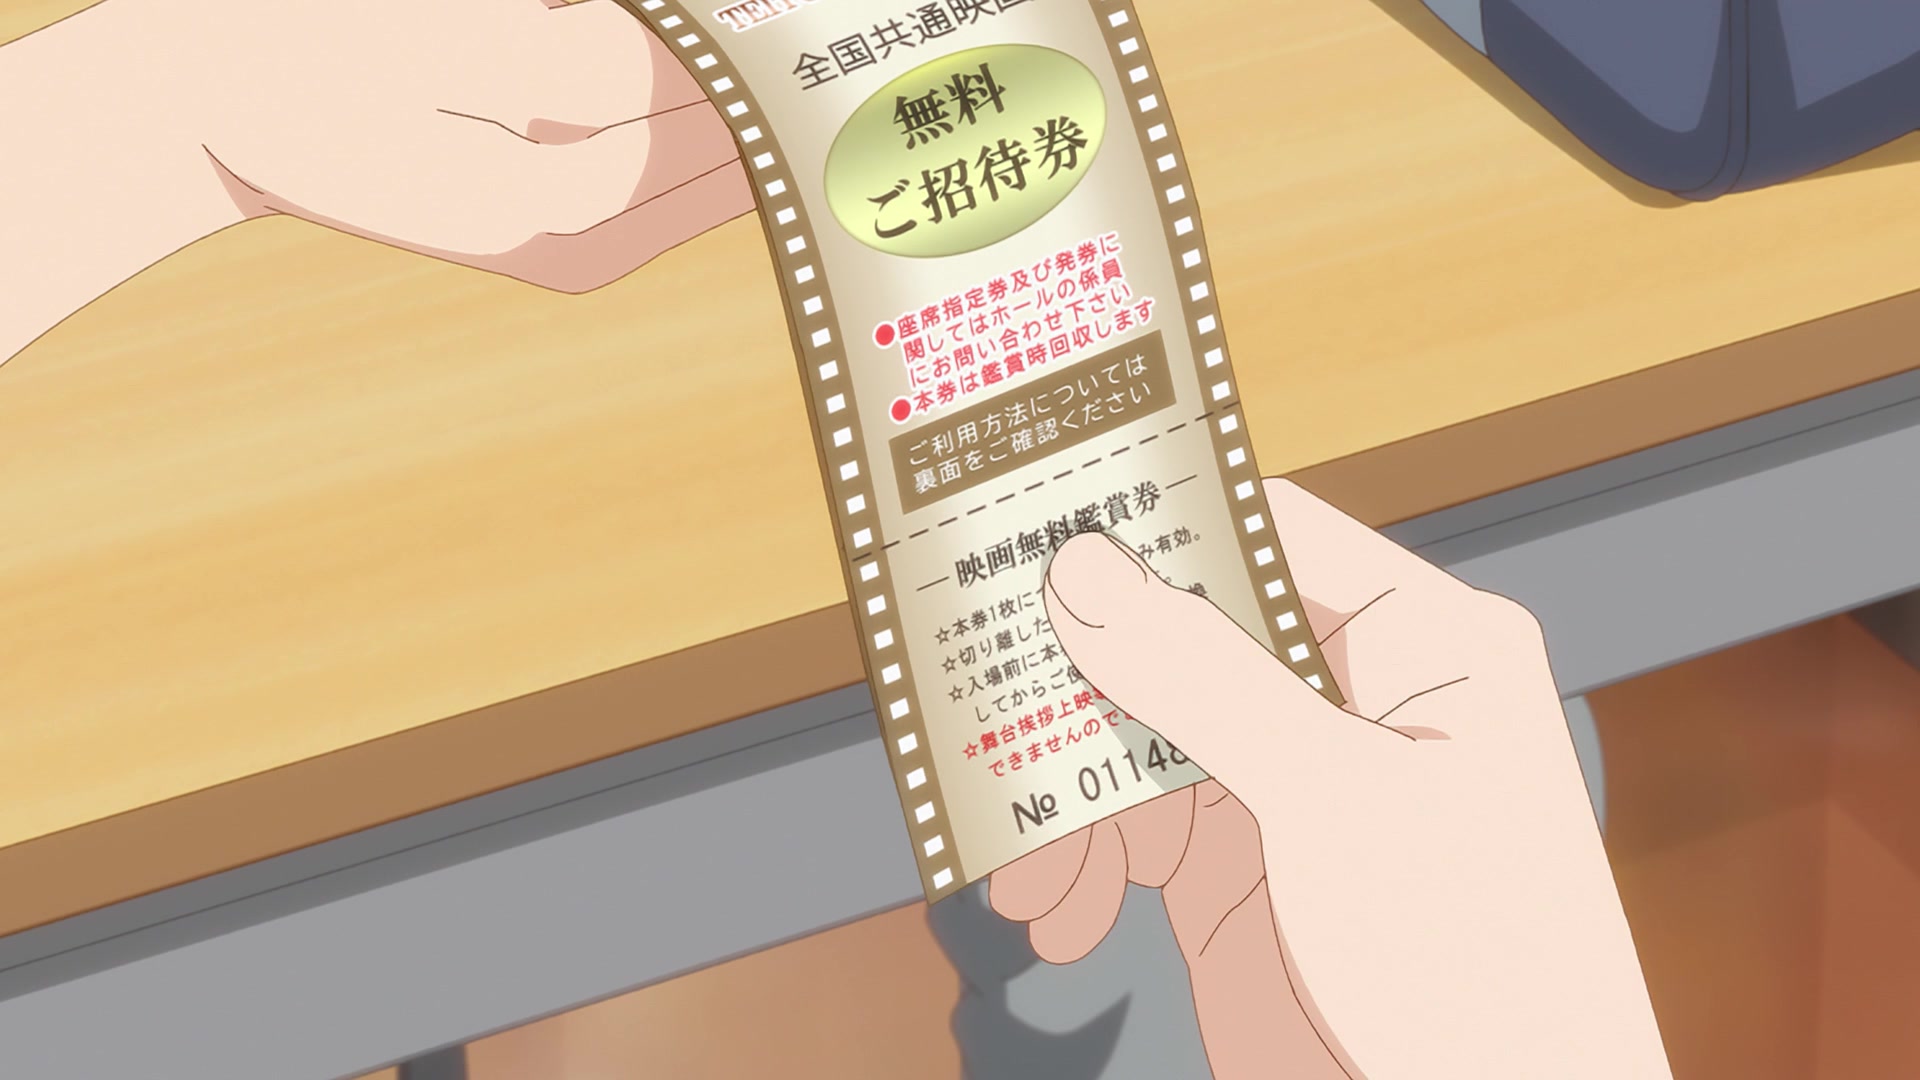 全国共通映画
無料
ご招待券
●座席指定券及び発券に
関してはホールの係員
にお問い合わせ下さい
●本券は鑑賞時回収します
ご利用方法については
裏面をご確認ください
映画無料鑑賞券
☆本券1枚に み有効。
☆切り離した
☆入場前に本
してからご使
☆舞台挨拶上映
できませんので
№ 01148